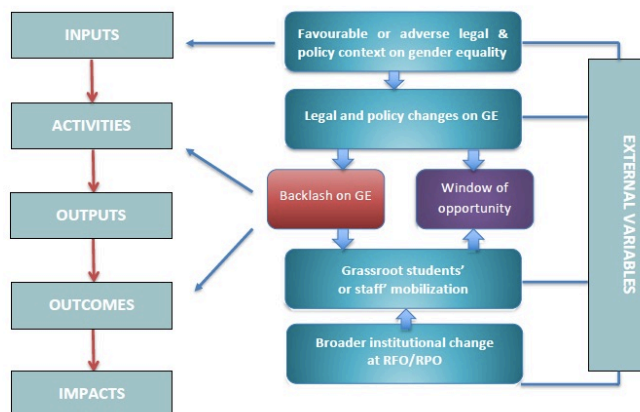 INPUTS
ACTIVITIES
OUTPUTS
OUTCOMES
IMPACTS
Favourable or adverse legal &
policy context on gender equality
Legal and policy changes on GE
Backlash on GE
Window of
opportunity
Grassroot students'
or staff' mobilization
Broader institutional change
at RFO/RPO
EXTERNAL VARIABLES